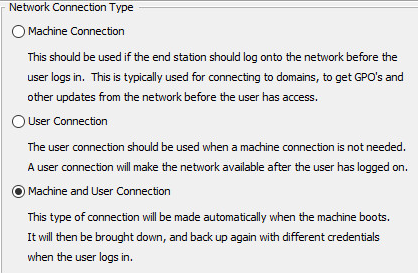 Network Connection Type
Machine Connection
This should be used if the end station should log onto the network before the
user logs in. This is typically used for connecting to domains, to get GPO's and
other updates from the network before the user has access.
User Connection
The user connection should be used when a machine connection is not needed.
A user connection will make the network available after the user has logged on.
Machine and User Connection
This type of connection will be made automatically when the machine boots.
It will then be brought down, and back up again with different credentials
when the user logs in.